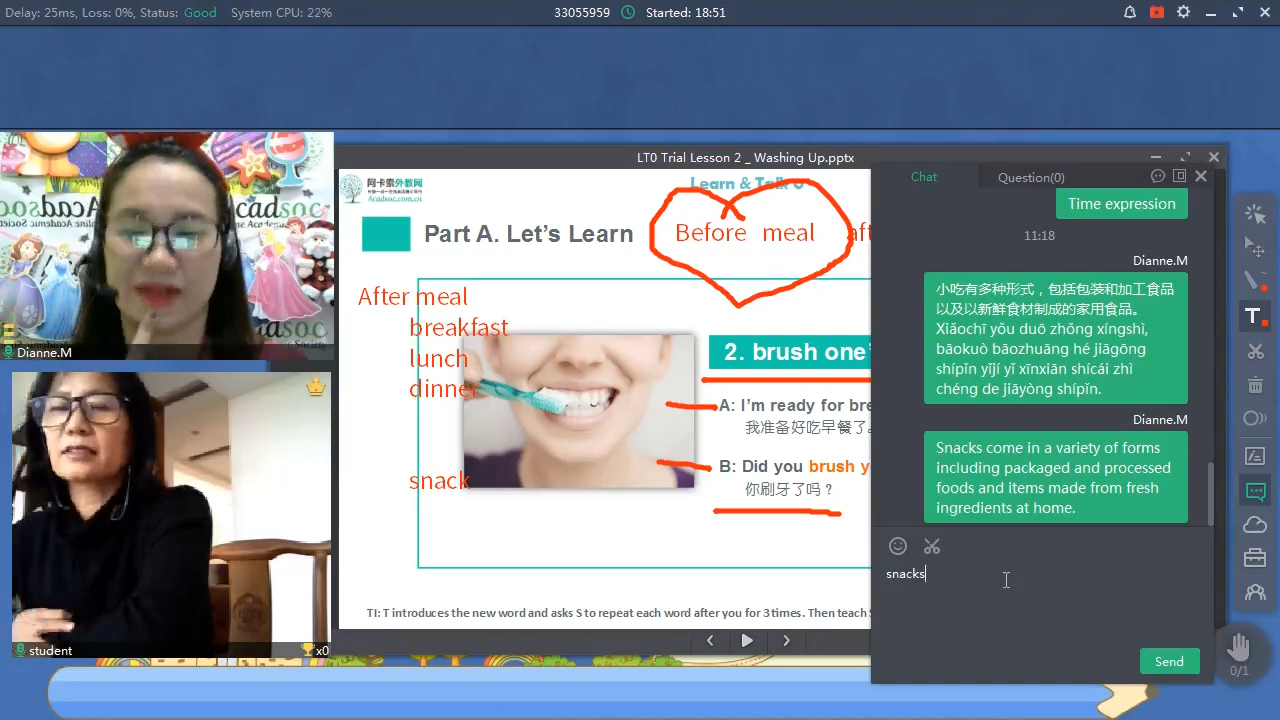 Delay: 25ms, Loss: 0%, Status: Good System CPU: 22%
33055959 Started: 18:51
Dianne.M
student
x0
LT0 Trial Lesson 2 _ Washing Up.pptx
阿卡索外教网
Acadsoc.com.cn
Learn & Talk 0
Part A. Let's Learn
Before meal aft
After meal
breakfast
lunch
dinner
snack
2. brush one'
A: I'm ready for bre
我准备好吃早餐了。
B: Did you brush y
你刷牙了吗？
TI: T introduces the new word and asks S to repeat each word after you for 3 times. Then teach S
Chat Question(0)
Time expression
11:18
Dianne.M
小吃有多种形式，包括包装和加工食品
以及以新鲜食材制成的家用食品。
Xiǎochī yǒu duō zhǒng xíngshì,
bāokuò bāozhuāng hé jiāgōng
shípǐn yǐjí yǐ xīnxiān shícái zhì
chéng de jiāyòng shípǐn.
Dianne.M
Snacks come in a variety of forms
including packaged and processed
foods and items made from fresh
ingredients at home.
snacks
Send
T
0/1